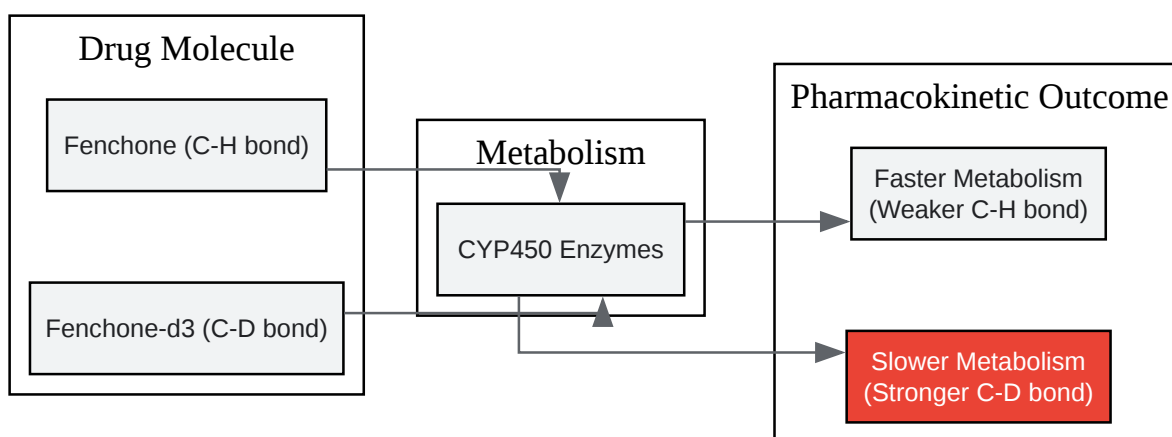 Drug Molecule
Fenchone (C-H bond)
Fenchone-d3 (C-D bond)
Metabolism
CYP450 Enzymes
Pharmacokinetic Outcome
Faster Metabolism
(Weaker C-H bond)
Slower Metabolism
(Stronger C-D bond)